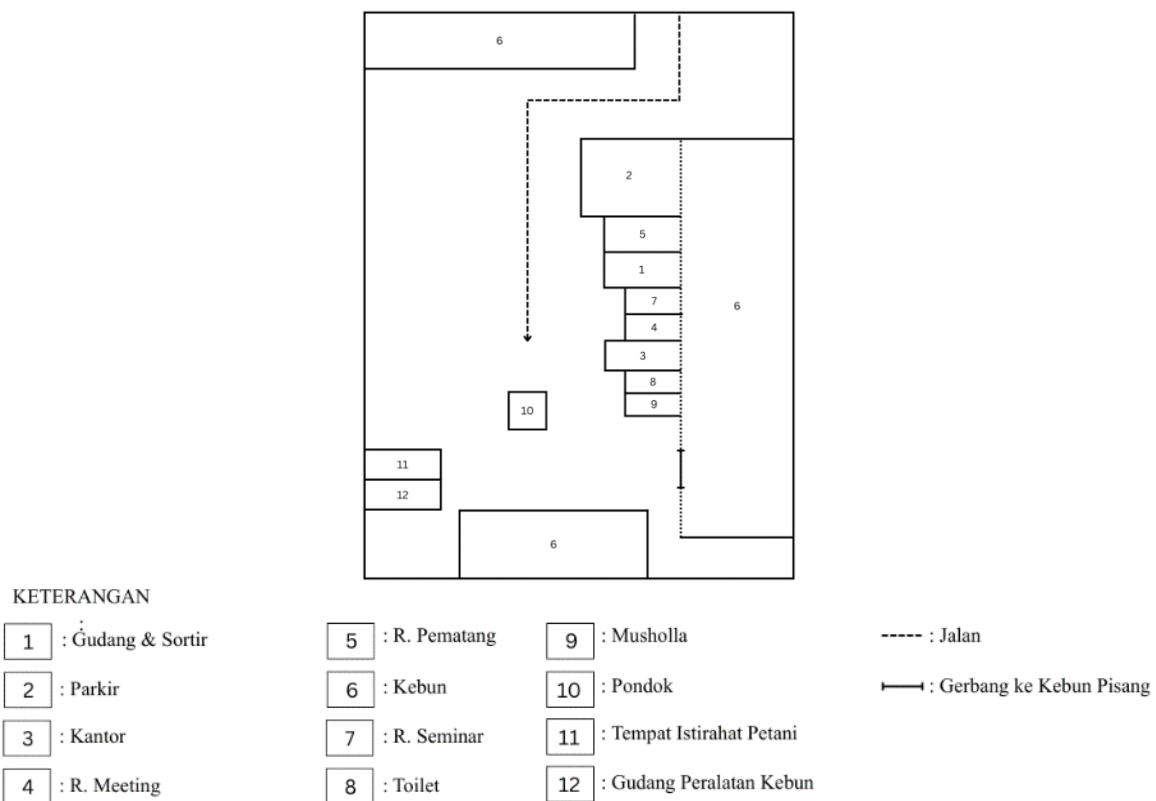 6
2
5
1
7
6
4
3
8
9
10
11
12
6
KETERANGAN
:
1 : Gudang & Sortir
5 : R. Pematang
9 : Musholla
------ : Jalan
2 : Parkir
6 : Kebun
10 : Pondok
: Gerbang ke Kebun Pisang
3 : Kantor
7 : R. Seminar
11 : Tempat Istirahat Petani
4 : R. Meeting
8 : Toilet
12 : Gudang Peralatan Kebun